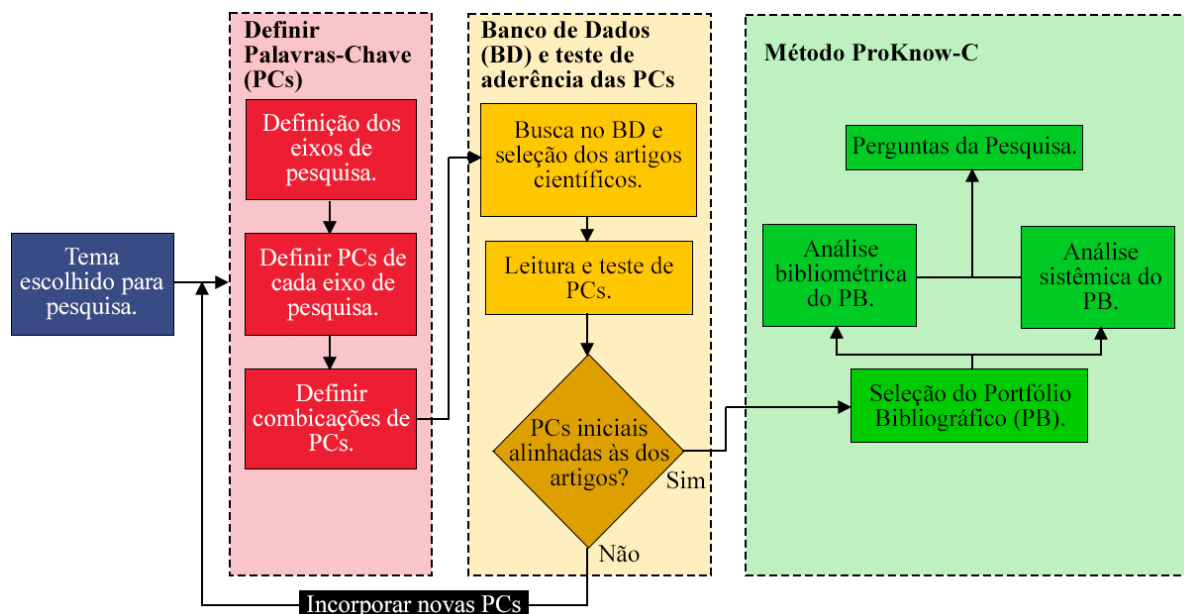 Tema
escolhido para
pesquisa.
Definir
Palavras-Chave
(PCs)
Definição dos
eixos de
pesquisa.
Definir PCs de
cada eixo de
pesquisa.
Definir
combicações de
PCs.
Banco de Dados
(BD) e teste de
aderência das PCs
Busca no BD e
seleção dos artigos
científicos.
Leitura e teste de
PCs.
PCs iniciais
alinhadas às dos
artigos?
Sim
Não
Incorporar novas PCs
Método ProKnow-C
Perguntas da Pesquisa.
Análise
bibliométrica
do PB.
Análise
sistêmica do
PB.
Seleção do Portfólio
Bibliográfico (PB).